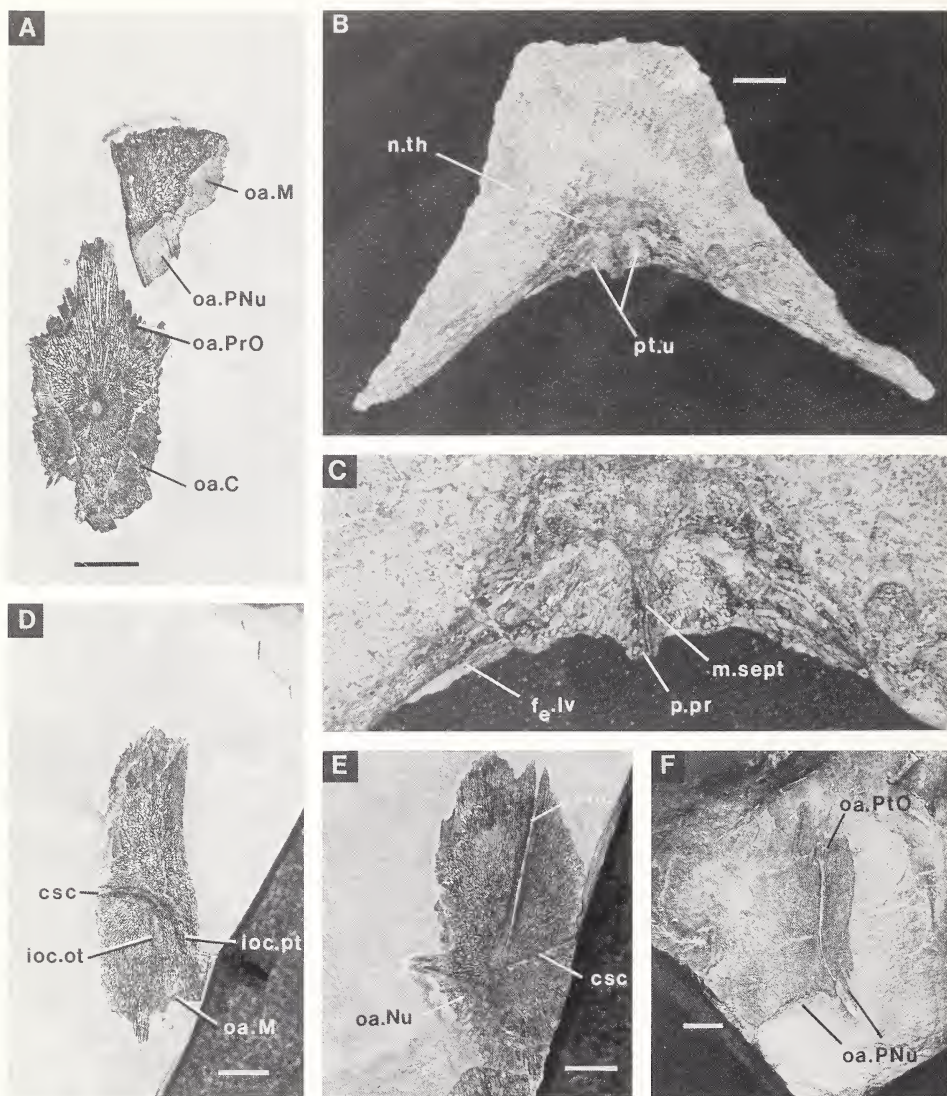 A
oa.M
oa.PNu
oa.PrO
oa.C
B
n.th
pt.u
C
m.sept
p.pr
fe.lv
D
csc
ioc.ot
ioc.pt
oa.M
E
csc
oa.Nu
F
oa.PtO
oa.PNu